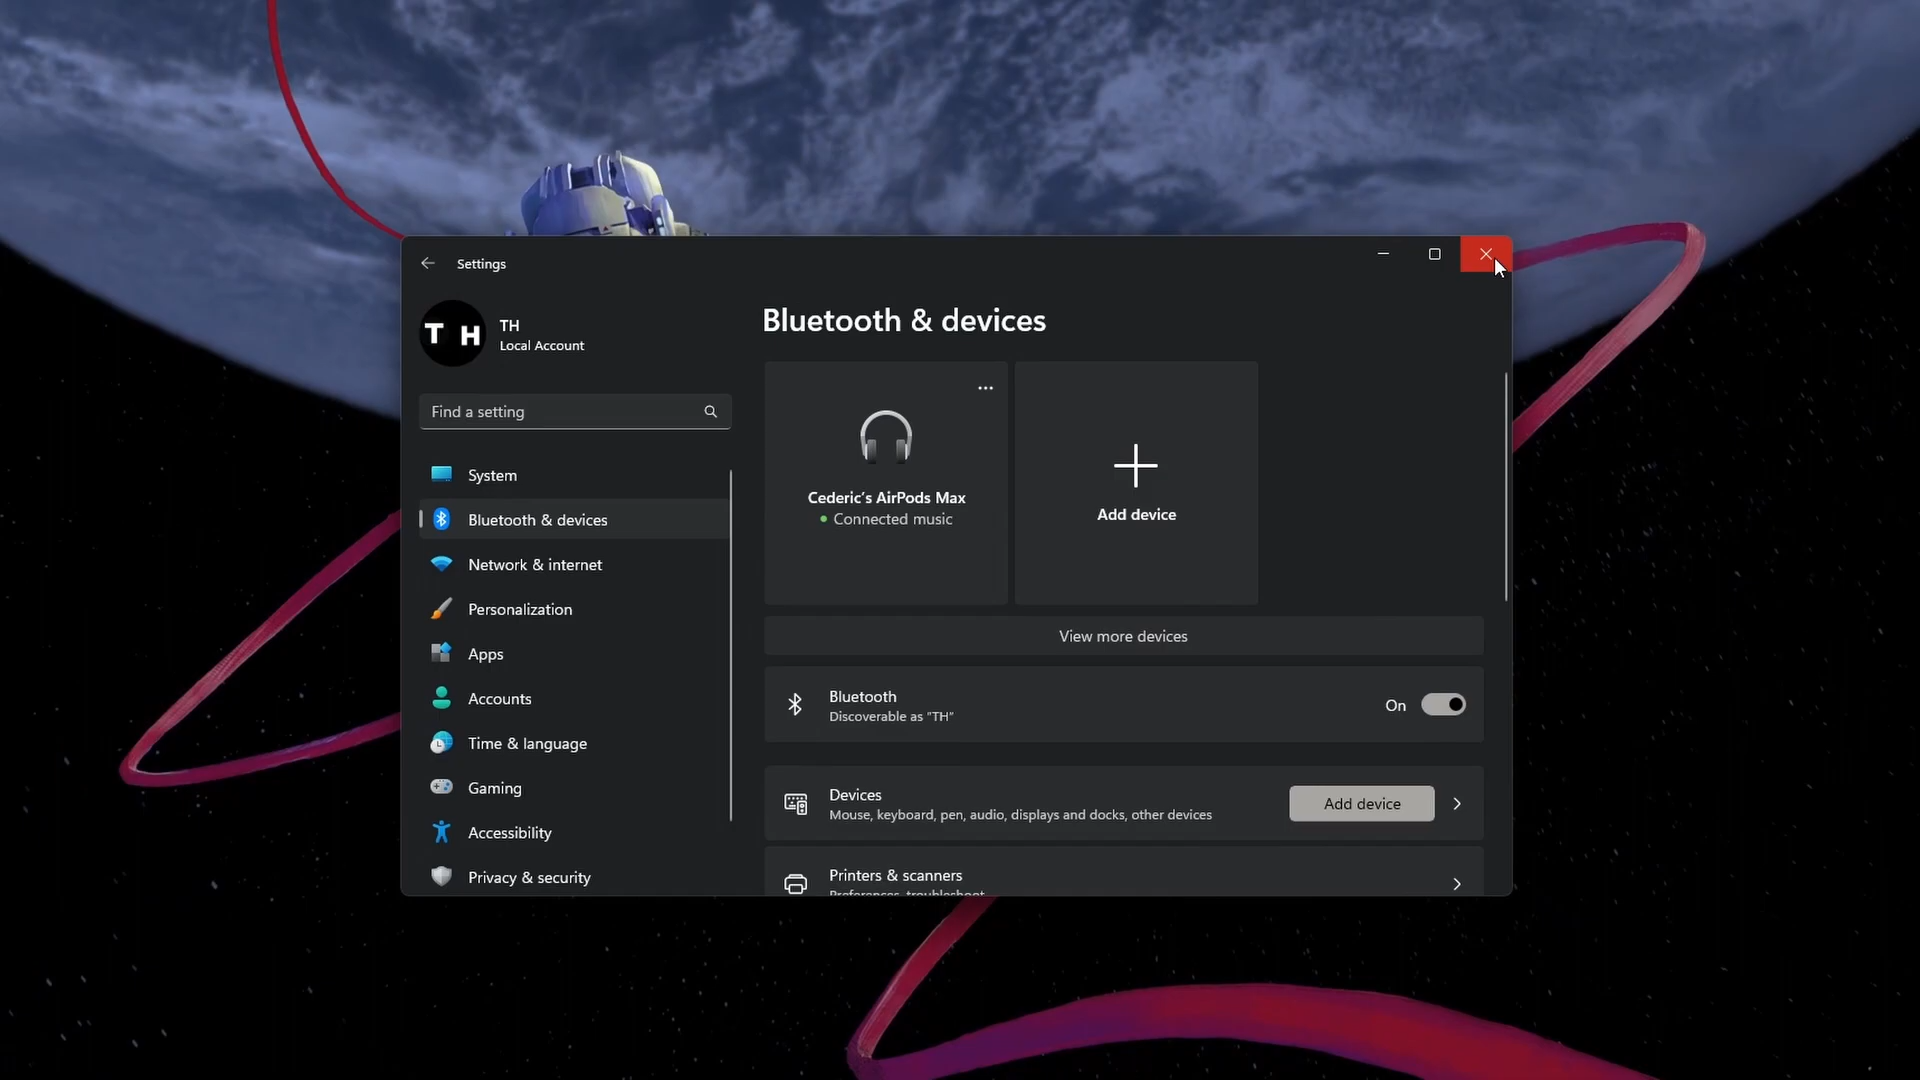 Settings
T H
TH
Local Account
Find a setting
System
Bluetooth & devices
Network & internet
Personalization
Apps
Accounts
Time & language
Gaming
Accessibility
Privacy & security
Bluetooth & devices
Cederic's AirPods Max
Connected music
Add device
View more devices
Bluetooth
Discoverable as "TH"
On
Devices
Mouse, keyboard, pen, audio, displays and docks, other devices
Add device
Printers & scanners
Preferences, troubleshoot